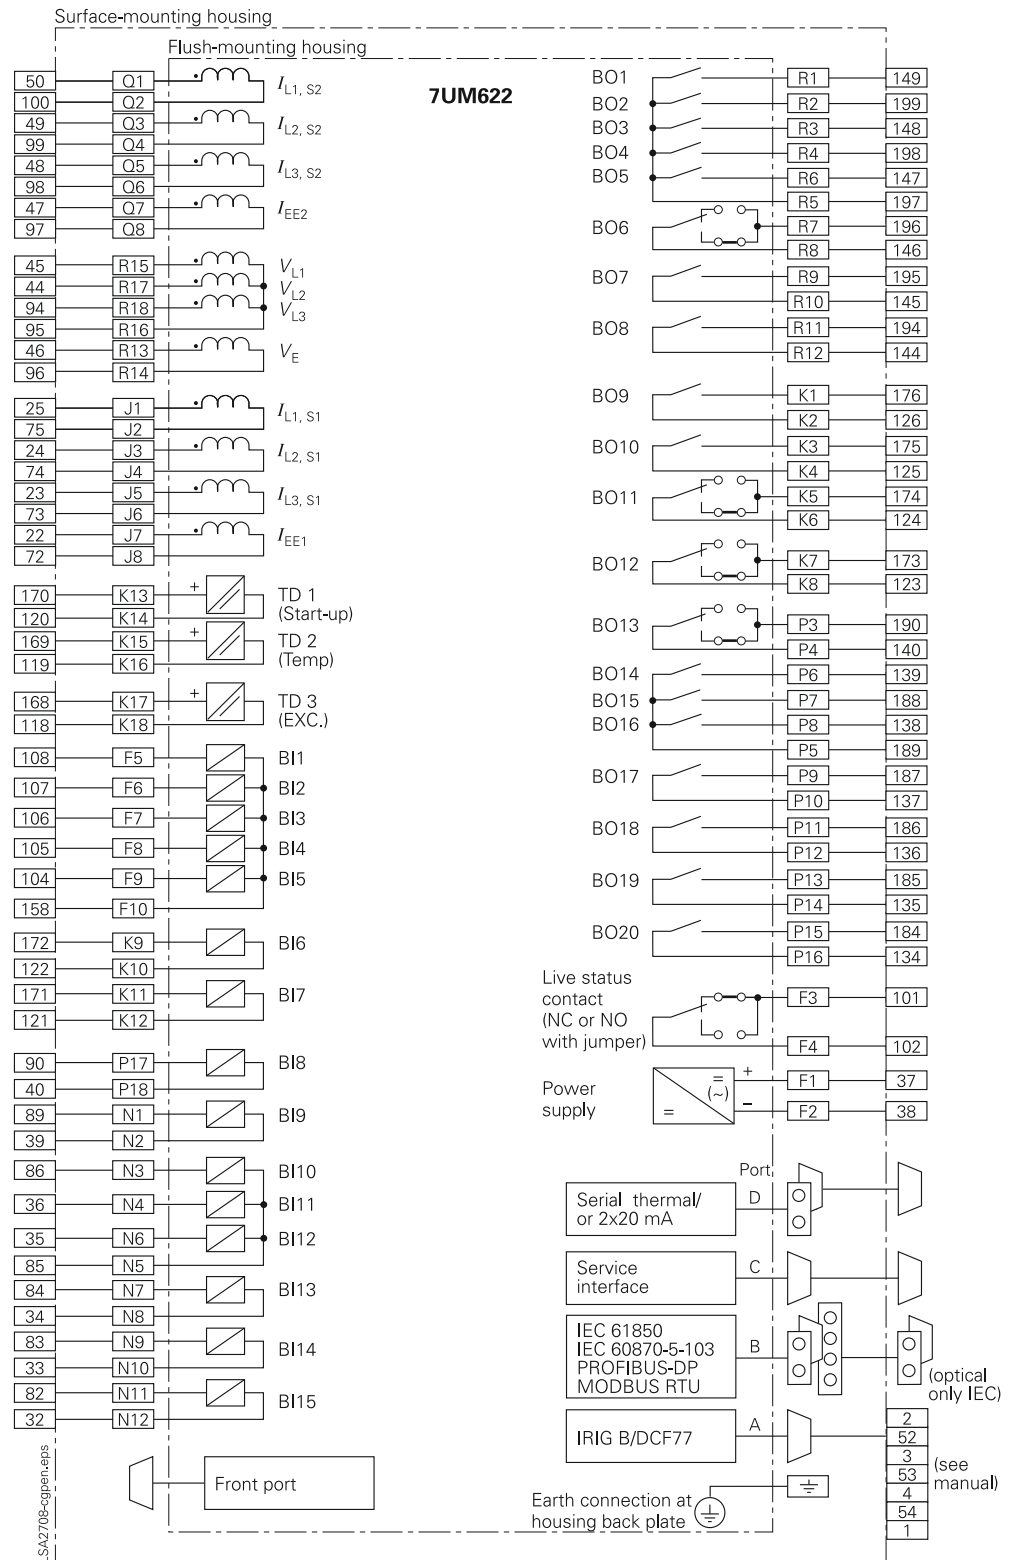 Surface-mounting housing
Flush-mounting housing
7UM622
50 Q1 I L1, S2
100 Q2
49 Q3 I L2, S2
99 Q4
48 Q5 I L3, S2
98 Q6
47 Q7 I EE2
97 Q8
45 R15 V L1
44 R17 V L2
94 R18 V L3
95 R16
46 R13 V E
96 R14
25 J1 I L1, S1
75 J2
24 J3 I L2, S1
74 J4
23 J5 I L3, S1
73 J6
22 J7 I EE1
72 J8
170 K13 + TD 1
120 K14 (Start-up)
169 K15 + TD 2
119 K16 (Temp)
168 K17 + TD 3
118 K18 (EXC.)
108 F5 BI1
107 F6 BI2
106 F7 BI3
105 F8 BI4
104 F9 BI5
158 F10
172 K9 BI6
122 K10
171 K11 BI7
121 K12
90 P17 BI8
40 P18
89 N1 BI9
39 N2
86 N3 BI10
36 N4 BI11
35 N6 BI12
85 N5
84 N7 BI13
34 N8
83 N9 BI14
33 N10
82 N11 BI15
32 N12
Front port
LSA2708-cgpen.eps
BO1 R1 149
BO2 R2 199
BO3 R3 148
BO4 R4 198
BO5 R6 147
R5 197
BO6 R7 196
R8 146
BO7 R9 195
R10 145
BO8 R11 194
R12 144
BO9 K1 176
K2 126
BO10 K3 175
K4 125
BO11 K5 174
K6 124
BO12 K7 173
K8 123
BO13 P3 190
P4 140
BO14 P6 139
BO15 P7 188
BO16 P8 138
P5 189
BO17 P9 187
P10 137
BO18 P11 186
P12 136
BO19 P13 185
P14 135
BO20 P15 184
P16 134
Live status
contact
(NC or NO
with jumper)
F3 101
F4 102
Power
supply
= (~) =
+ F1 37
− F2 38
Port
Serial thermal/
or 2x20 mA
D
Service
interface
C
IEC 61850
IEC 60870-5-103
PROFIBUS-DP
MODBUS RTU
B
(optical
only IEC)
IRIG B/DCF77
A
2
52
3
53
4
54
1
(see
manual)
Earth connection at
housing back plate